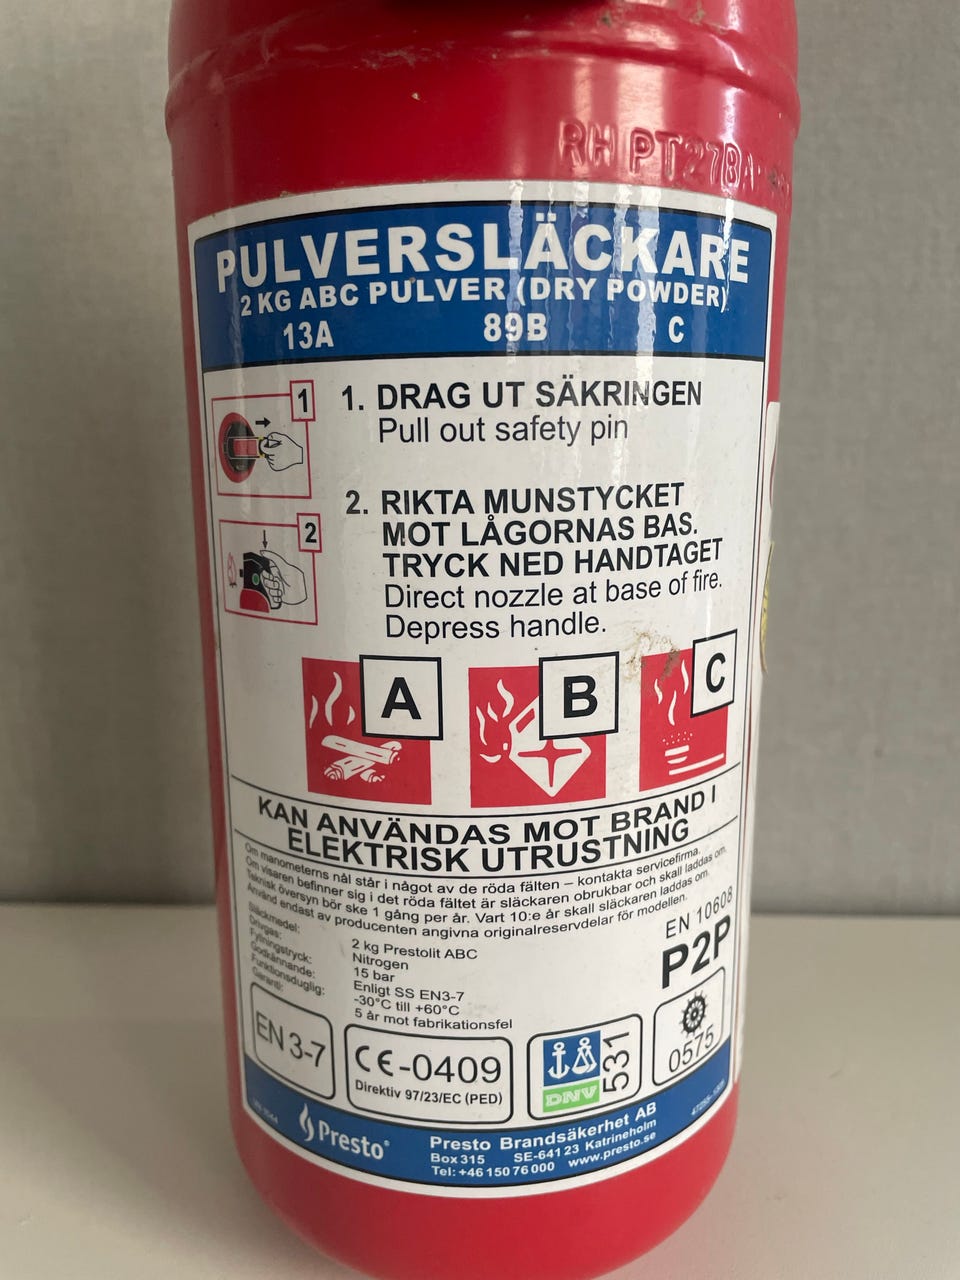 RH PT27BA
PULVERSLÄCKARE
2 KG ABC PULVER (DRY POWDER)
13A 89B C
1
1. DRAG UT SÄKRINGEN
Pull out safety pin
2
2. RIKTA MUNSTYCKET
MOT LÅGORNAS BAS.
TRYCK NED HANDTAGET
Direct nozzle at base of fire.
Depress handle.
A B C
KAN ANVÄNDAS MOT BRAND I
ELEKTRISK UTRUSTNING
Om manometerns nål står i något av de röda fälten – kontakta servicefirma.
Om visaren befinner sig i det röda fältet är släckaren obrukbar och skall laddas om.
Teknisk översyn bör ske 1 gång per år. Vart 10:e år skall släckaren laddas om.
Använd endast av producenten angivna originalreservdelar för modellen.
Släckmedel: 2 kg Prestolit ABC
Drivgas: Nitrogen
Fyllningstryck: 15 bar
Godkännande: Enligt SS EN3-7
Funktionsduglig: -30°C till +60°C
Garanti: 5 år mot fabrikationsfel
EN 10608
P2P
EN 3-7
CE-0409
Direktiv 97/23/EC (PED)
DNV
531
0575
Presto
Presto Brandsäkerhet AB
Box 315 SE-641 23 Katrineholm
Tel: +46 150 76 000 www.presto.se